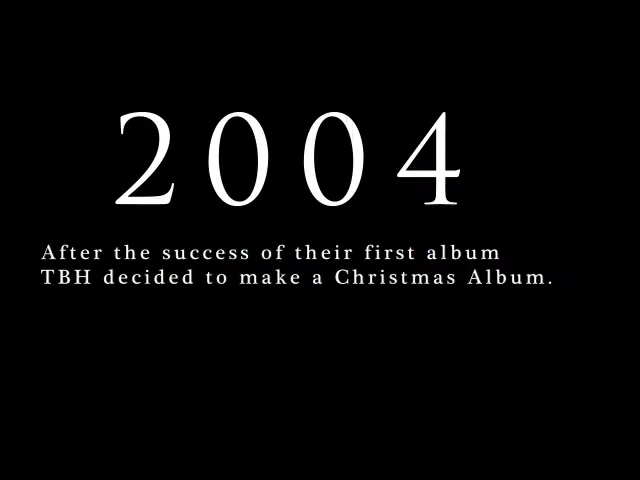 2004
After the success of their first album
TBH decided to make a Christmas Album.